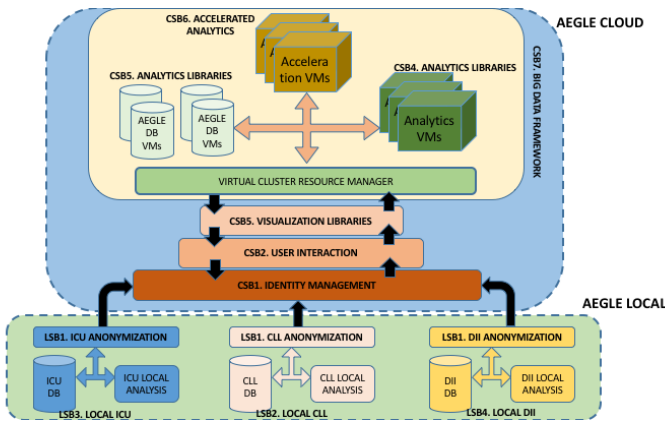 CSB6. ACCELERATED
ANALYTICS
AEGLE CLOUD
Accelera
tion VMs
CSB5. ANALYTICS LIBRARIES
CSB4. ANALYTICS LIBRARIES
CSB7. BIG DATA FRAMEWORK
AEGLE
DB
VMs
AEGLE
DB
VMs
Analytics
VMs
VIRTUAL CLUSTER RESOURCE MANAGER
CSB5. VISUALIZATION LIBRARIES
CSB2. USER INTERACTION
CSB1. IDENTITY MANAGEMENT
AEGLE LOCAL
LSB1. ICU ANONYMIZATION
LSB1. CLL ANONYMIZATION
LSB1. DII ANONYMIZATION
ICU
DB
ICU LOCAL
ANALYSIS
CLL
DB
CLL LOCAL
ANALYSIS
DII
DB
DII LOCAL
ANALYSIS
LSB3. LOCAL ICU
LSB2. LOCAL CLL
LSB4. LOCAL DII